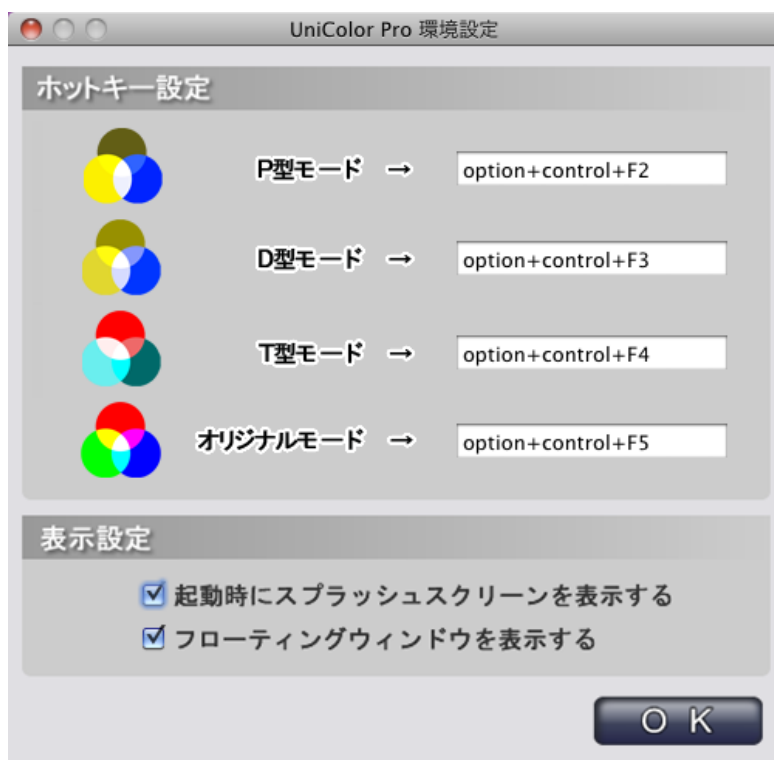 UniColor Pro 環境設定
ホットキー設定
P型モード → option+control+F2
D型モード → option+control+F3
T型モード → option+control+F4
オリジナルモード → option+control+F5
表示設定
起動時にスプラッシュスクリーンを表示する
フローティングウィンドウを表示する
OK